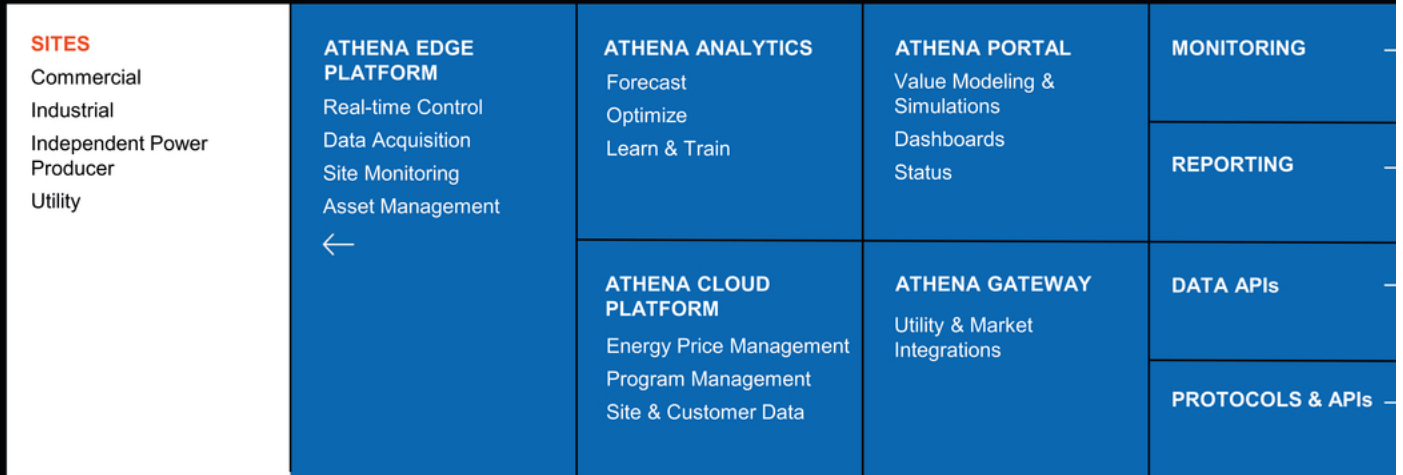 SITES
Commercial
Industrial
Independent Power
Producer
Utility
ATHENA EDGE
PLATFORM
Real-time Control
Data Acquisition
Site Monitoring
Asset Management
ATHENA ANALYTICS
Forecast
Optimize
Learn & Train
ATHENA CLOUD
PLATFORM
Energy Price Management
Program Management
Site & Customer Data
ATHENA PORTAL
Value Modeling &
Simulations
Dashboards
Status
ATHENA GATEWAY
Utility & Market
Integrations
MONITORING
REPORTING
DATA APIs
PROTOCOLS & APIs